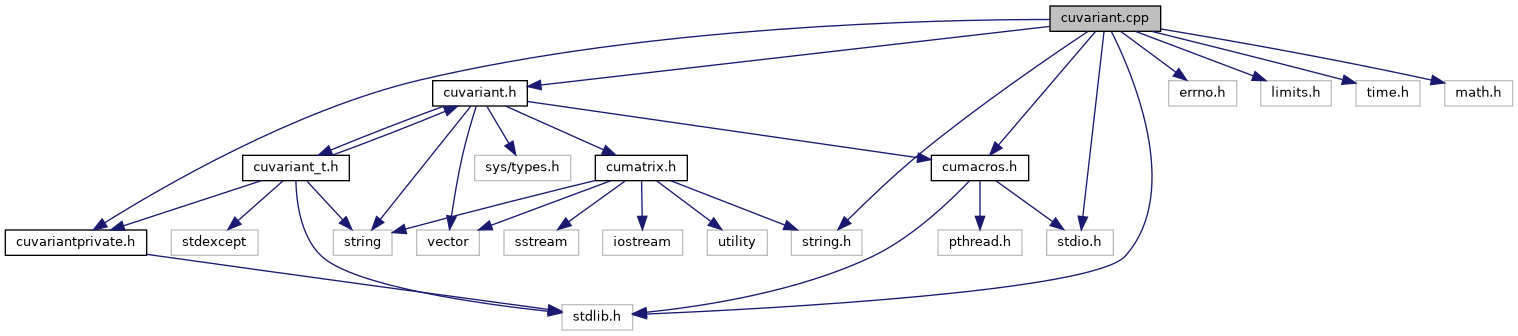 cuvariant.cpp
cuvariant.h
errno.h
limits.h
time.h
math.h
cuvariant_t.h
sys/types.h
cumatrix.h
cumacros.h
cuvariantprivate.h
stdexcept
string
vector
sstream
iostream
utility
string.h
pthread.h
stdio.h
stdlib.h